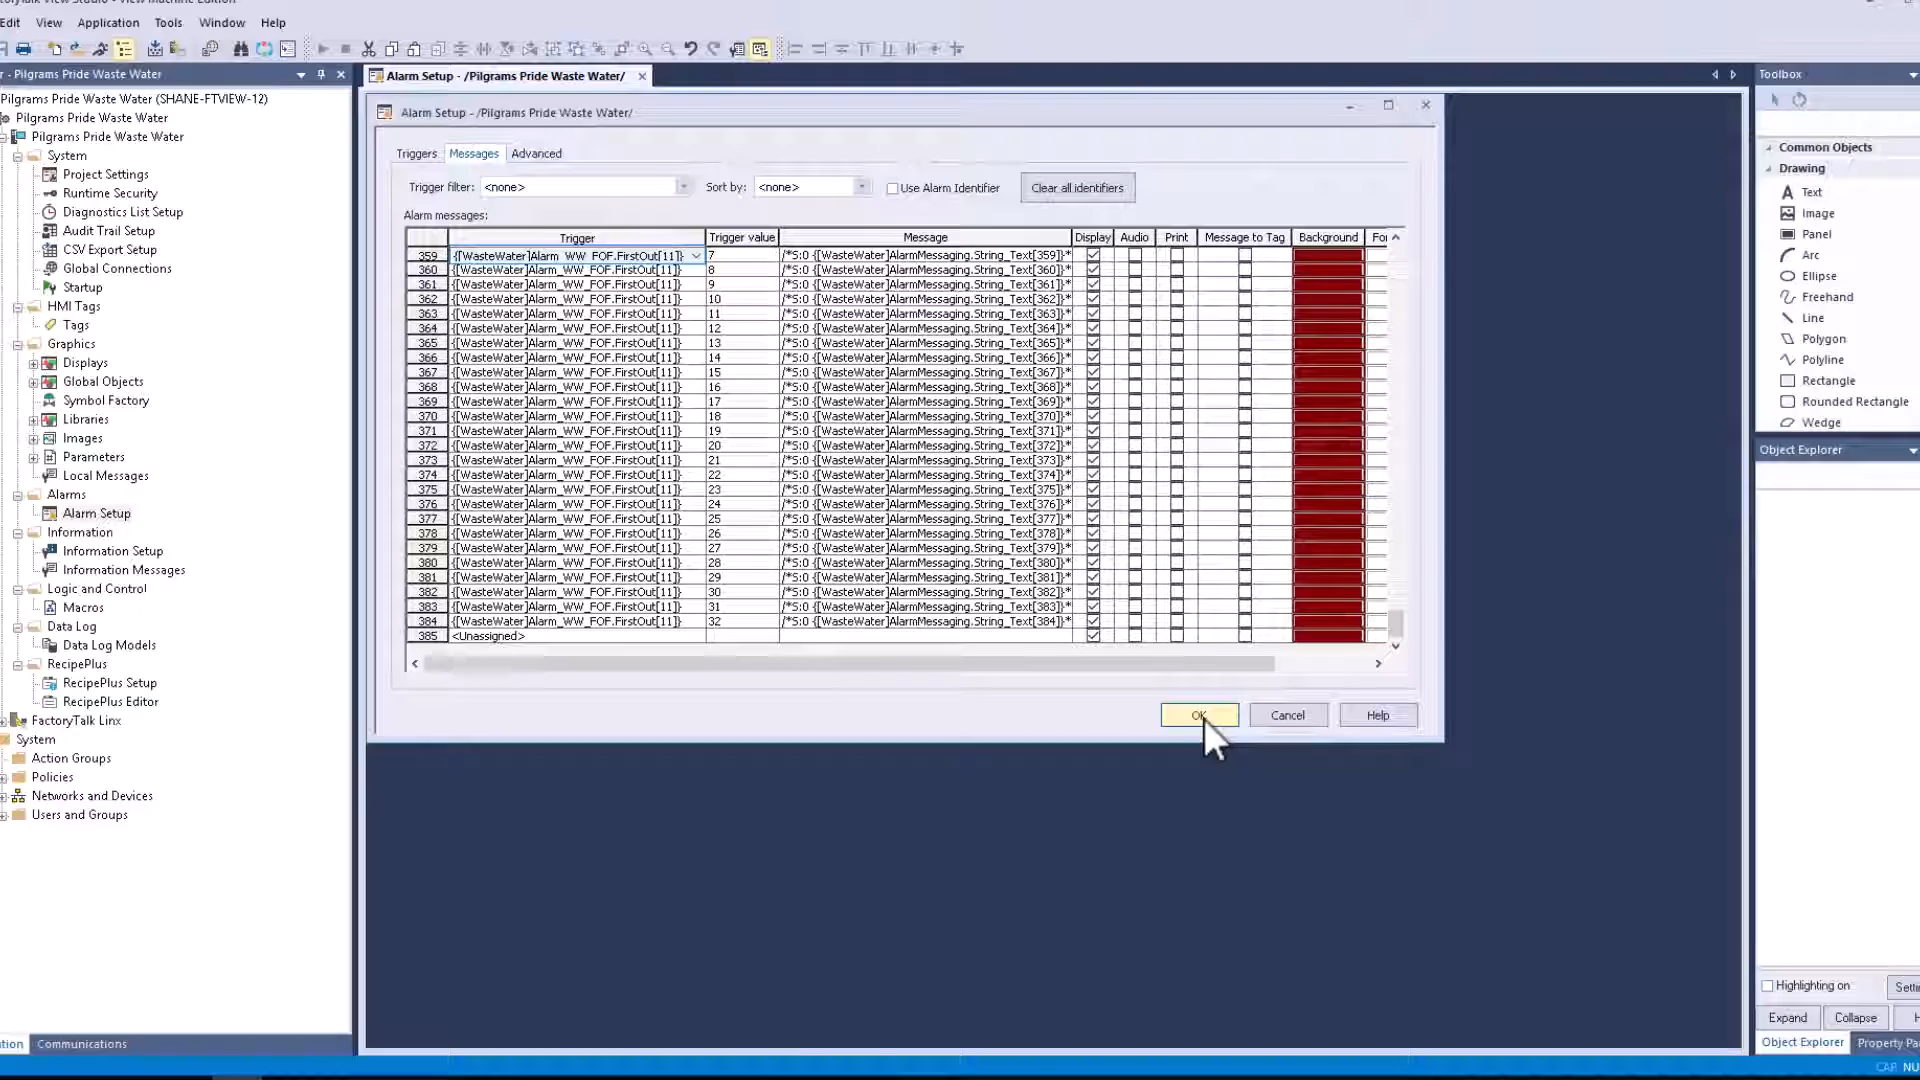 Edit View Application Tools Window Help
- Pilgrams Pride Waste Water
Pilgrams Pride Waste Water (SHANE-FTVIEW-12)
Pilgrams Pride Waste Water
Pilgrams Pride Waste Water
System
Project Settings
Runtime Security
Diagnostics List Setup
Audit Trail Setup
CSV Export Setup
Global Connections
Startup
HMI Tags
Tags
Graphics
Displays
Global Objects
Symbol Factory
Libraries
Images
Parameters
Local Messages
Alarms
Alarm Setup
Information
Information Setup
Information Messages
Logic and Control
Macros
Data Log
Data Log Models
RecipePlus
RecipePlus Setup
RecipePlus Editor
FactoryTalk Linx
System
Action Groups
Policies
Networks and Devices
Users and Groups
Communications
Alarm Setup - /Pilgrams Pride Waste Water/
Alarm Setup - /Pilgrams Pride Waste Water/
Triggers Messages Advanced
Trigger filter: <none> Sort by: <none> Use Alarm Identifier Clear all identifiers
Alarm messages:
Trigger Trigger value Message Display Audio Print Message to Tag Background
359 {[WasteWater]Alarm_WW_FOF.FirstOut[11]} 7 /*S:0 {[WasteWater]AlarmMessaging.String_Text[359]}*
360 {[WasteWater]Alarm_WW_FOF.FirstOut[11]} 8 /*S:0 {[WasteWater]AlarmMessaging.String_Text[360]}*
361 {[WasteWater]Alarm_WW_FOF.FirstOut[11]} 9 /*S:0 {[WasteWater]AlarmMessaging.String_Text[361]}*
362 {[WasteWater]Alarm_WW_FOF.FirstOut[11]} 10 /*S:0 {[WasteWater]AlarmMessaging.String_Text[362]}*
363 {[WasteWater]Alarm_WW_FOF.FirstOut[11]} 11 /*S:0 {[WasteWater]AlarmMessaging.String_Text[363]}*
364 {[WasteWater]Alarm_WW_FOF.FirstOut[11]} 12 /*S:0 {[WasteWater]AlarmMessaging.String_Text[364]}*
365 {[WasteWater]Alarm_WW_FOF.FirstOut[11]} 13 /*S:0 {[WasteWater]AlarmMessaging.String_Text[365]}*
366 {[WasteWater]Alarm_WW_FOF.FirstOut[11]} 14 /*S:0 {[WasteWater]AlarmMessaging.String_Text[366]}*
367 {[WasteWater]Alarm_WW_FOF.FirstOut[11]} 15 /*S:0 {[WasteWater]AlarmMessaging.String_Text[367]}*
368 {[WasteWater]Alarm_WW_FOF.FirstOut[11]} 16 /*S:0 {[WasteWater]AlarmMessaging.String_Text[368]}*
369 {[WasteWater]Alarm_WW_FOF.FirstOut[11]} 17 /*S:0 {[WasteWater]AlarmMessaging.String_Text[369]}*
370 {[WasteWater]Alarm_WW_FOF.FirstOut[11]} 18 /*S:0 {[WasteWater]AlarmMessaging.String_Text[370]}*
371 {[WasteWater]Alarm_WW_FOF.FirstOut[11]} 19 /*S:0 {[WasteWater]AlarmMessaging.String_Text[371]}*
372 {[WasteWater]Alarm_WW_FOF.FirstOut[11]} 20 /*S:0 {[WasteWater]AlarmMessaging.String_Text[372]}*
373 {[WasteWater]Alarm_WW_FOF.FirstOut[11]} 21 /*S:0 {[WasteWater]AlarmMessaging.String_Text[373]}*
374 {[WasteWater]Alarm_WW_FOF.FirstOut[11]} 22 /*S:0 {[WasteWater]AlarmMessaging.String_Text[374]}*
375 {[WasteWater]Alarm_WW_FOF.FirstOut[11]} 23 /*S:0 {[WasteWater]AlarmMessaging.String_Text[375]}*
376 {[WasteWater]Alarm_WW_FOF.FirstOut[11]} 24 /*S:0 {[WasteWater]AlarmMessaging.String_Text[376]}*
377 {[WasteWater]Alarm_WW_FOF.FirstOut[11]} 25 /*S:0 {[WasteWater]AlarmMessaging.String_Text[377]}*
378 {[WasteWater]Alarm_WW_FOF.FirstOut[11]} 26 /*S:0 {[WasteWater]AlarmMessaging.String_Text[378]}*
379 {[WasteWater]Alarm_WW_FOF.FirstOut[11]} 27 /*S:0 {[WasteWater]AlarmMessaging.String_Text[379]}*
380 {[WasteWater]Alarm_WW_FOF.FirstOut[11]} 28 /*S:0 {[WasteWater]AlarmMessaging.String_Text[380]}*
381 {[WasteWater]Alarm_WW_FOF.FirstOut[11]} 29 /*S:0 {[WasteWater]AlarmMessaging.String_Text[381]}*
382 {[WasteWater]Alarm_WW_FOF.FirstOut[11]} 30 /*S:0 {[WasteWater]AlarmMessaging.String_Text[382]}*
383 {[WasteWater]Alarm_WW_FOF.FirstOut[11]} 31 /*S:0 {[WasteWater]AlarmMessaging.String_Text[383]}*
384 {[WasteWater]Alarm_WW_FOF.FirstOut[11]} 32 /*S:0 {[WasteWater]AlarmMessaging.String_Text[384]}*
385 <Unassigned>
OK Cancel Help
Toolbox
Common Objects
Drawing
Text
Image
Panel
Arc
Ellipse
Freehand
Line
Polygon
Polyline
Rectangle
Rounded Rectangle
Wedge
Object Explorer
Highlighting on
Expand Collapse
Object Explorer Property Pa
CAP NU